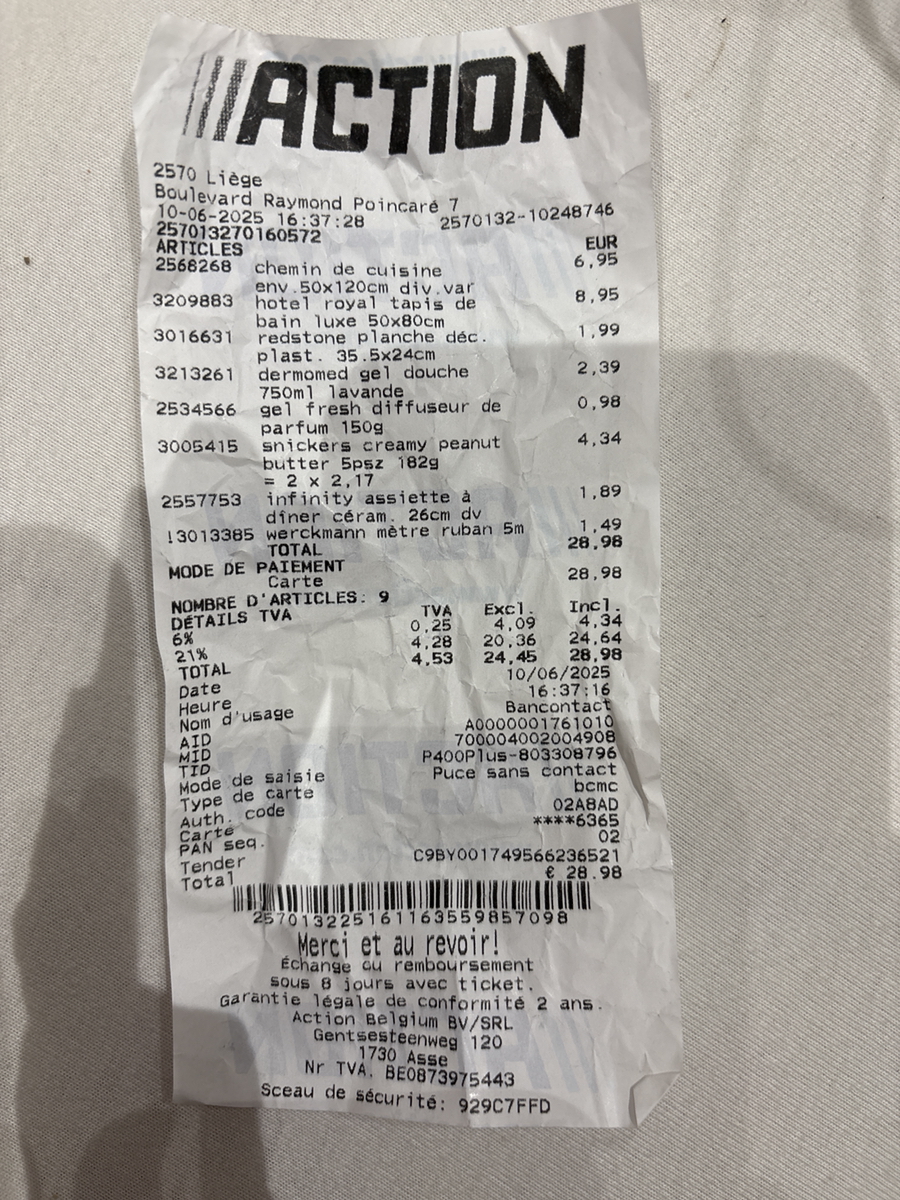 ACTION
2570 Liège
Boulevard Raymond Poincaré 7
10-06-2025 16:37:28 2570132-10248746
257013270160572
ARTICLES EUR
2568268 chemin de cuisine 6,95
env.50x120cm div.var
3209883 hotel royal tapis de 8,95
bain luxe 50x80cm
3016631 redstone planche déc. 1,99
plast. 35.5x24cm
3213261 dermomed gel douche 2,39
750ml lavande
2534566 gel fresh diffuseur de 0,98
parfum 150g
3005415 snickers creamy peanut 4,34
butter 5psz 182g
= 2 x 2,17
2557753 infinity assiette à 1,89
dîner céram. 26cm dv
!3013385 werckmann mètre ruban 5m 1,49
TOTAL 28,98
MODE DE PAIEMENT
Carte 28,98
NOMBRE D'ARTICLES: 9
DÉTAILS TVA TVA Excl. Incl.
6% 0,25 4,09 4,34
21% 4,28 20,36 24,64
TOTAL 4,53 24,45 28,98
Date 10/06/2025
Heure 16:37:16
Nom d'usage Bancontact
AID A0000001761010
MID 700004002004908
TID P400Plus-803308796
Mode de saisie Puce sans contact
Type de carte bcmc
Auth. code 02A8AD
Carte ****6365
PAN seq. 02
Tender C9BY001749566236521
Total € 28.98
257013225161163559857098
Merci et au revoir!
Échange ou remboursement
sous 8 jours avec ticket.
Garantie légale de conformité 2 ans.
Action Belgium BV/SRL
Gentsesteenweg 120
1730 Asse
Nr TVA. BE0873975443
Sceau de sécurité: 929C7FFD